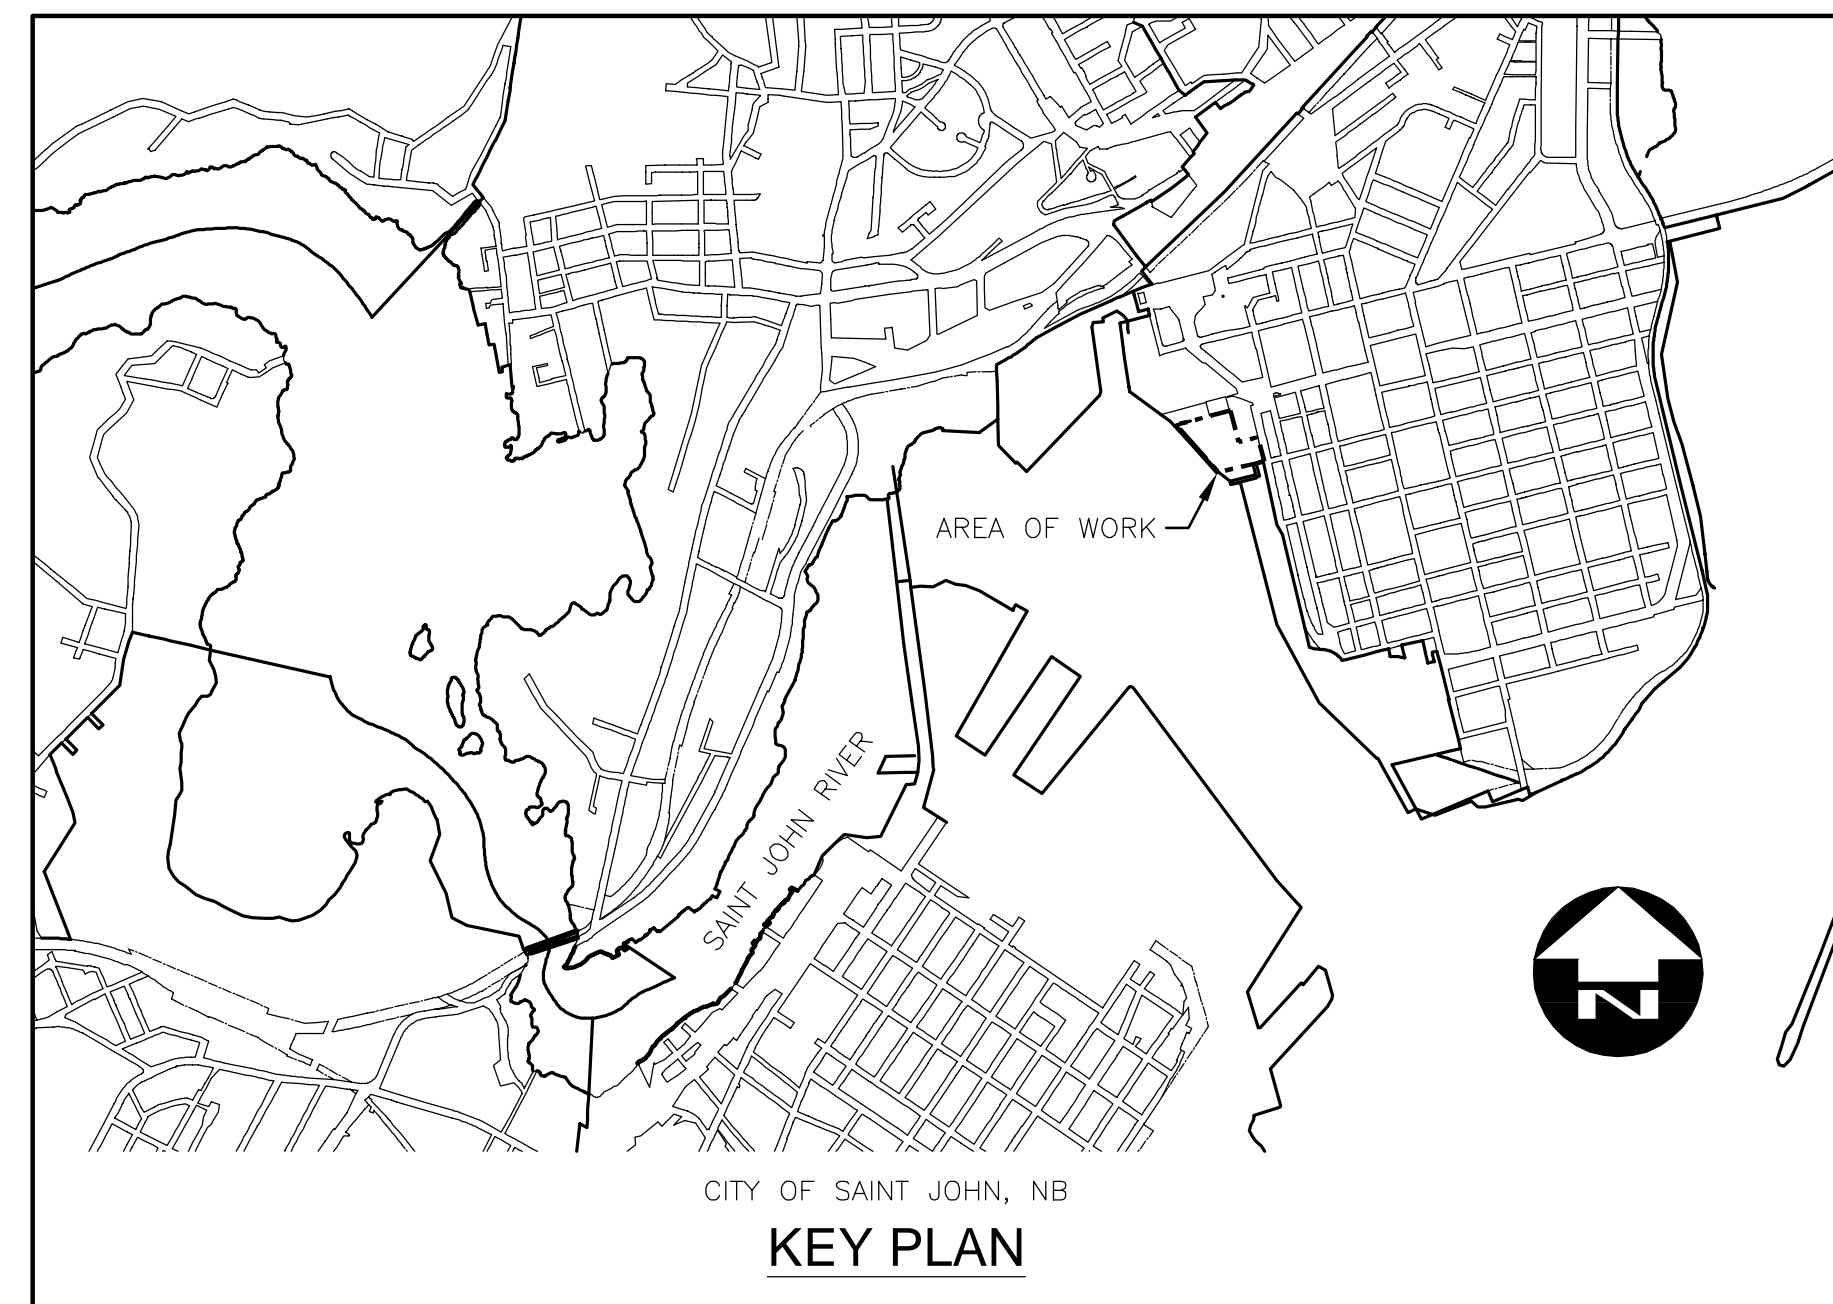 AREA OF WORK
SAINT JOHN RIVER
N
CITY OF SAINT JOHN, NB
KEY PLAN